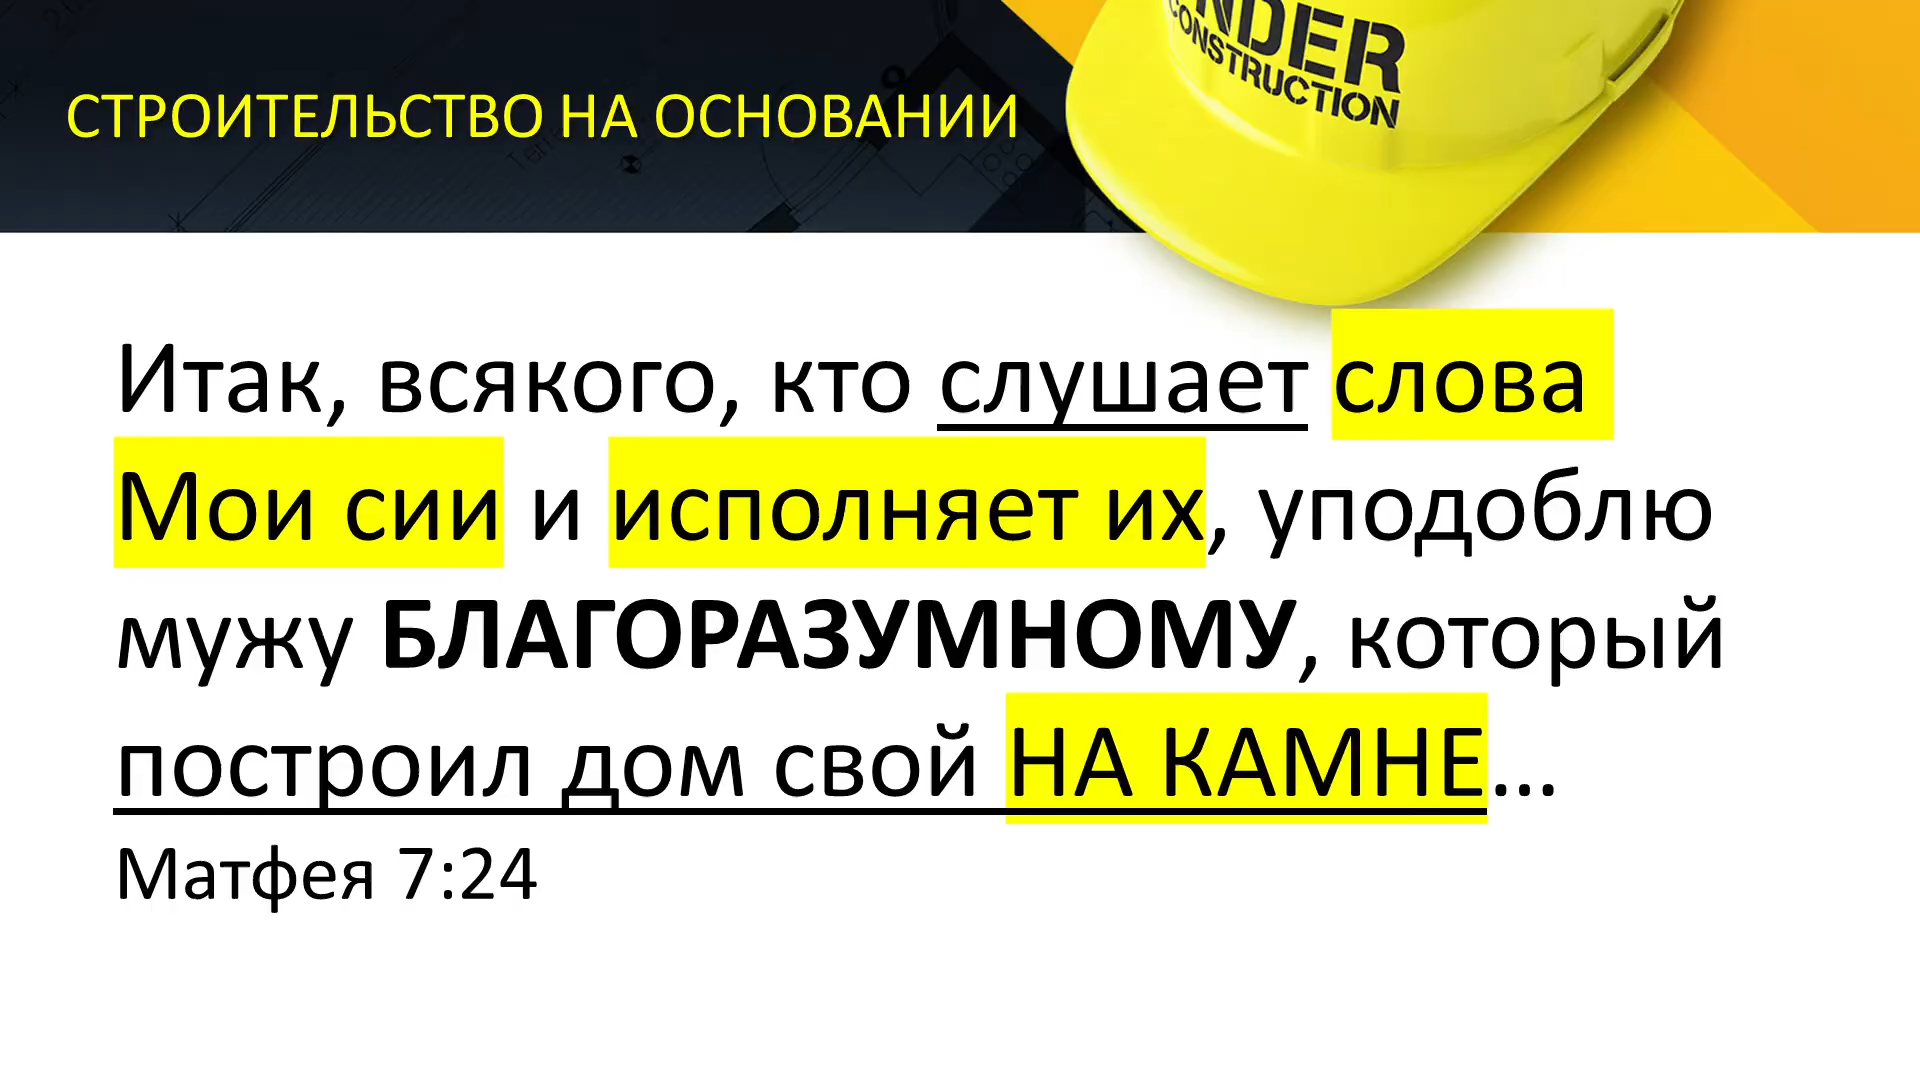 СТРОИТЕЛЬСТВО НА ОСНОВАНИИ
CONSTRUCTION
Итак, всякого, кто слушает слова
Мои сии и исполняет их, уподоблю
мужу БЛАГОРАЗУМНОМУ, который
построил дом свой НА КАМНЕ...
Матфея 7:24